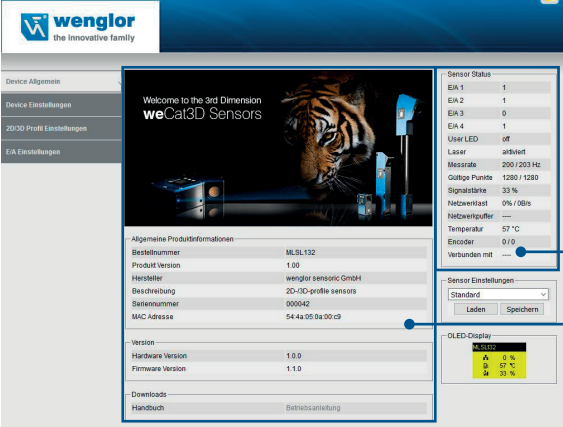 wenglor
the innovative family
Device Allgemein
Device Einstellungen
2D/3D Profil Einstellungen
E/A Einstellungen
Welcome to the 3rd Dimension
weCat3D Sensors
Allgemeine Produktinformationen
Bestellnummer MLSL132
Produkt Version 1.00
Hersteller wenglor sensoric GmbH
Beschreibung 2D-/3D-profile sensors
Seriennummer 000042
MAC Adresse 54:4a:05:0a:00:c9
Version
Hardware Version 1.0.0
Firmware Version 1.1.0
Downloads
Handbuch Betriebsanleitung
Sensor Status
E/A 1 1
E/A 2 1
E/A 3 0
E/A 4 1
User LED off
Laser aktiviert
Messrate 200 / 203 Hz
Gültige Punkte 1280 / 1280
Signalstärke 33 %
Netzwerklast 0% / 0B/s
Netzwerkpuffer ----
Temperatur 57 °C
Encoder 0 / 0
Verbunden mit ----
Sensor Einstellungen
Standard
Laden Speichern
OLED-Display
MLSL132
0 %
57 °C
33 %